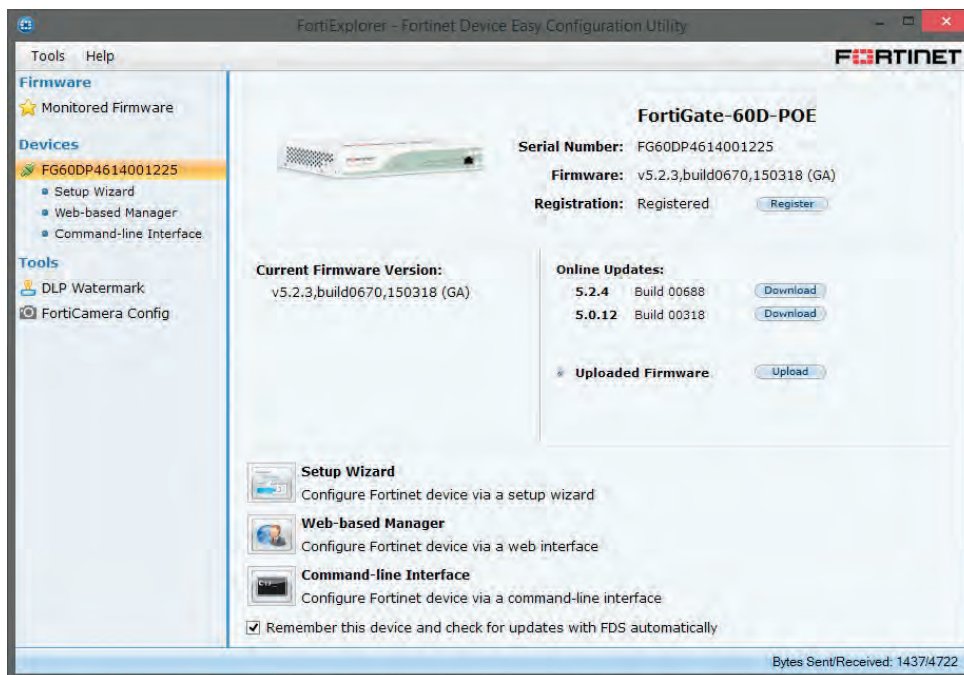 FortiExplorer - Fortinet Device Easy Configuration Utility
Tools Help
FORTINET
Firmware
Monitored Firmware
Devices
FG60DP4614001225
Setup Wizard
Web-based Manager
Command-line Interface
Tools
DLP Watermark
FortiCamera Config
FortiGate-60D-POE
Serial Number: FG60DP4614001225
Firmware: v5.2.3,build0670,150318 (GA)
Registration: Registered Register
Current Firmware Version:
v5.2.3,build0670,150318 (GA)
Online Updates:
5.2.4 Build 00688 Download
5.0.12 Build 00318 Download
Uploaded Firmware Upload
Setup Wizard
Configure Fortinet device via a setup wizard
Web-based Manager
Configure Fortinet device via a web interface
Command-line Interface
Configure Fortinet device via a command-line interface
Remember this device and check for updates with FDS automatically
Bytes Sent/Received: 1437/4722